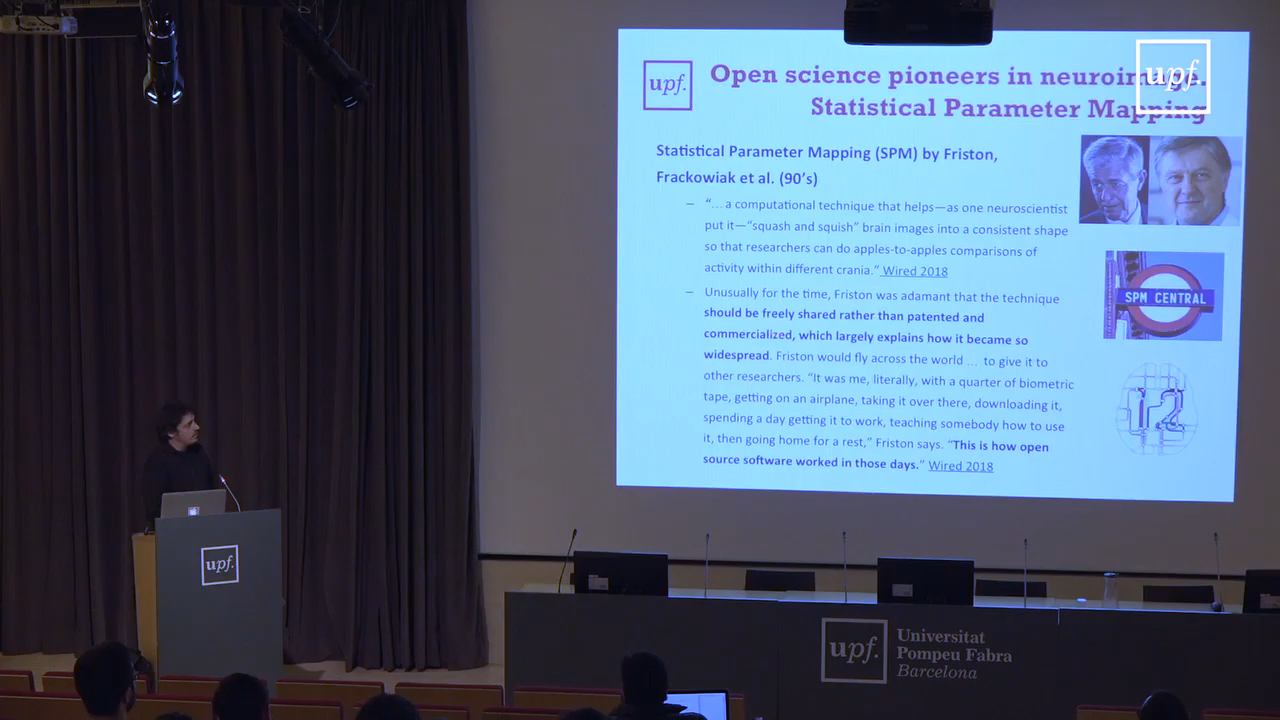 upf.
Open science pioneers in neuroimage.
Statistical Parameter Mapping
upf.
Statistical Parameter Mapping (SPM) by Friston,
Frackowiak et al. (90's)
– “… a computational technique that helps—as one neuroscientist
put it—“squash and squish” brain images into a consistent shape
so that researchers can do apples-to-apples comparisons of
activity within different crania.” Wired 2018
– Unusually for the time, Friston was adamant that the technique
should be freely shared rather than patented and
commercialized, which largely explains how it became so
widespread. Friston would fly across the world … to give it to
other researchers. “It was me, literally, with a quarter of biometric
tape, getting on an airplane, taking it over there, downloading it,
spending a day getting it to work, teaching somebody how to use
it, then going home for a rest,” Friston says. “This is how open
source software worked in those days.” Wired 2018
SPM CENTRAL
12
upf.
upf.
Universitat
Pompeu Fabra
Barcelona